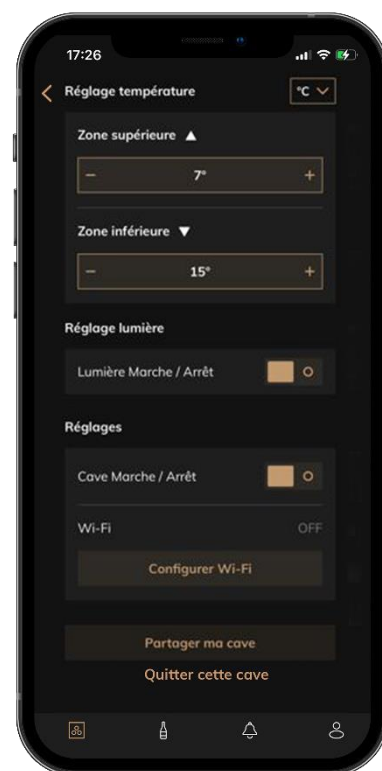 17:26
Réglage température
°C
Zone supérieure ▲
− 7° +
Zone inférieure ▼
− 15° +
Réglage lumière
Lumière Marche / Arrêt
Réglages
Cave Marche / Arrêt
Wi-Fi OFF
Configurer Wi-Fi
Partager ma cave
Quitter cette cave